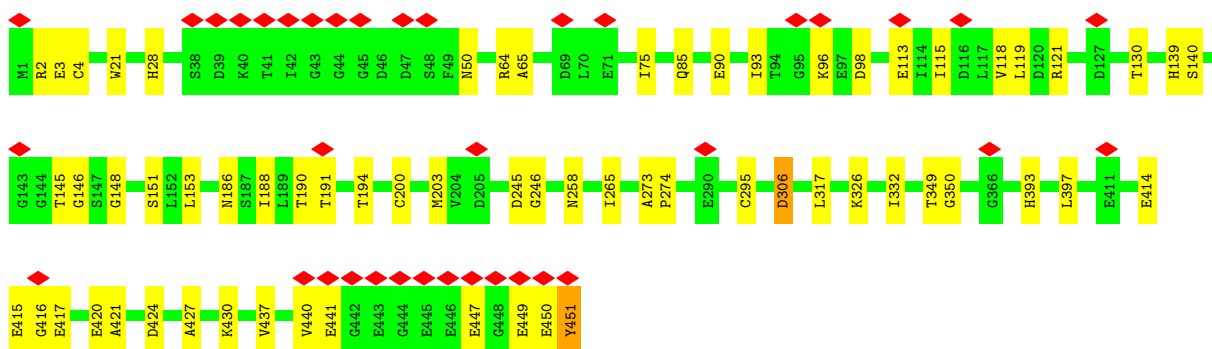 M1 R2 E3 C4 W21 H28 S38 D39 K40 T41 I42 G43 G44 G45 D46 D47 S48 F49 N50 R64 A65 D69 L70 E71 I75 Q85 E90 I93 T94 G95 K96 E97 D98 E113 I114 I115 D116 L117 V118 L119 D120 R121 D127 T130 H139 S140
G143 G144 T145 G146 S147 G148 S151 L152 L153 N186 S187 I188 L189 T190 T191 T194 C200 M203 V204 D205 D245 G246 N258 I265 A273 P274 E290 C295 D306 L317 K326 I332 T349 G350 G366 H393 L397 E411 E414
E415 G416 E417 E420 A421 D424 A427 K430 V437 V440 E441 G442 E443 G444 E445 E446 E447 G448 E449 E450 Y451